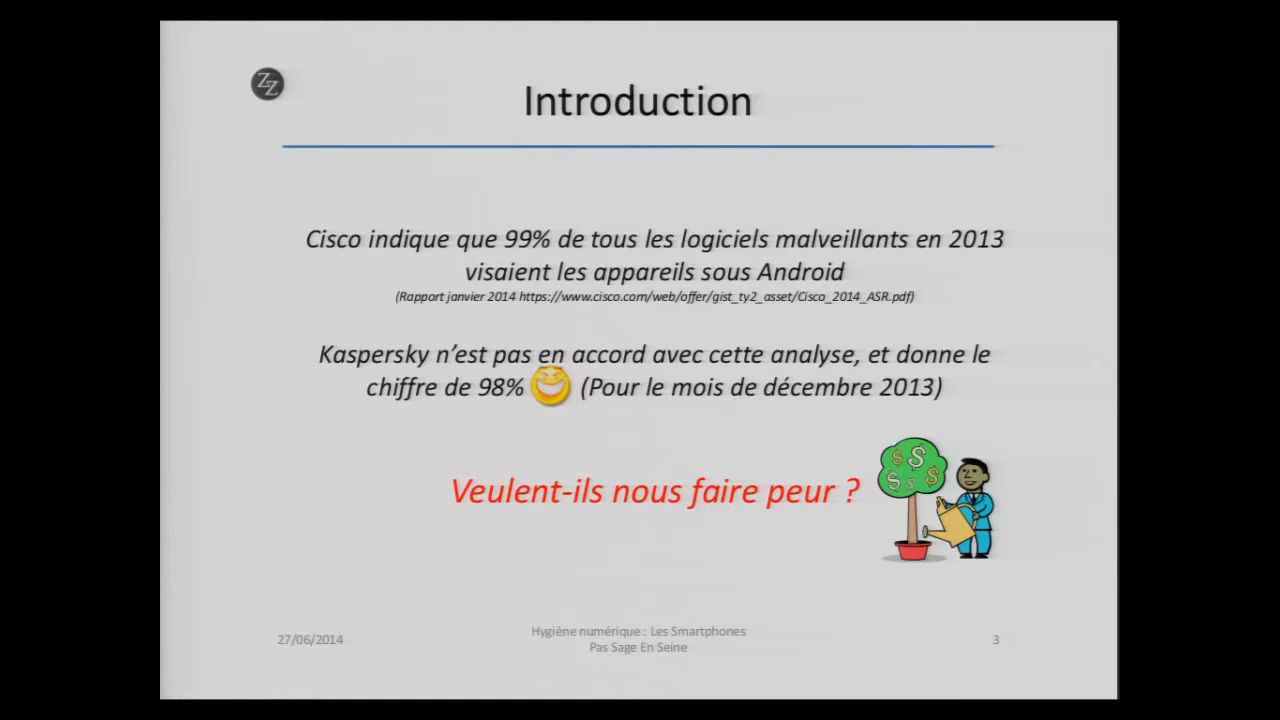 ZZ
Introduction
Cisco indique que 99% de tous les logiciels malveillants en 2013
visaient les appareils sous Android
(Rapport janvier 2014 https://www.cisco.com/web/offer/gist_ty2_asset/Cisco_2014_ASR.pdf)
Kaspersky n’est pas en accord avec cette analyse, et donne le
chiffre de 98% (Pour le mois de décembre 2013)
Veulent-ils nous faire peur ?
$ $ $ $ $
27/06/2014
Hygiène numérique : Les Smartphones
Pas Sage En Seine
3